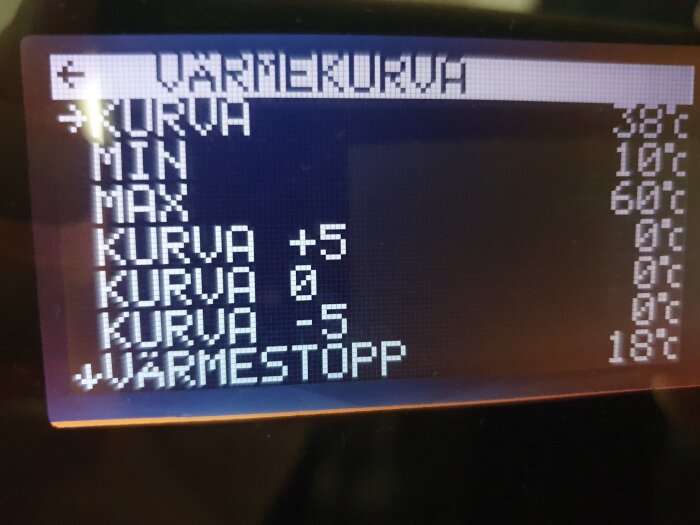 ← VÄRMEKURVA
→KURVA 38°C
MIN 10°C
MAX 60°C
KURVA +5 0°C
KURVA 0 0°C
KURVA -5 0°C
↓VÄRMESTOPP 18°C